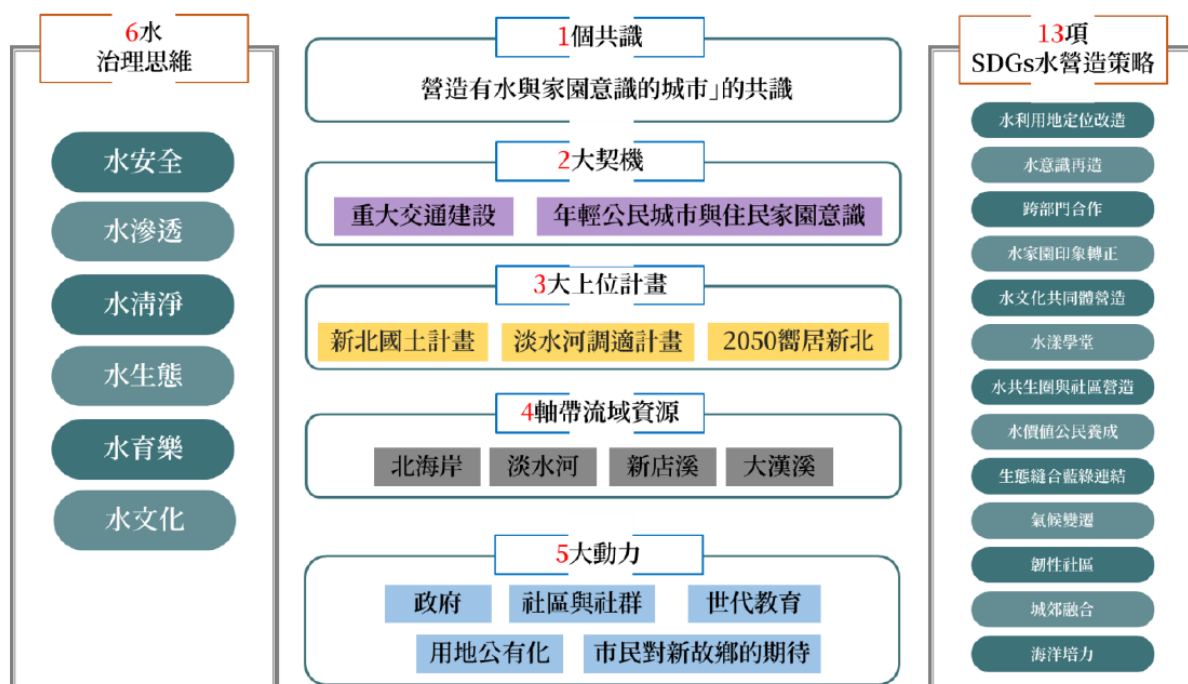 6水
治理思維
水安全
水滲透
水清淨
水生態
水育樂
水文化
1個共識
營造有水與家園意識的城市」的共識
2大契機
重大交通建設
年輕公民城市與住民家園意識
3大上位計畫
新北國土計畫
淡水河調適計畫
2050嚮居新北
4軸帶流域資源
北海岸
淡水河
新店溪
大漢溪
5大動力
政府
社區與社群
世代教育
用地公有化
市民對新故鄉的期待
13項
SDGs水營造策略
水利用地定位改造
水意識再造
跨部門合作
水家園印象轉正
水文化共同體營造
水漾學堂
水共生圈與社區營造
水價值公民養成
生態縫合藍綠連結
氣候變遷
韌性社區
城郊融合
海洋培力